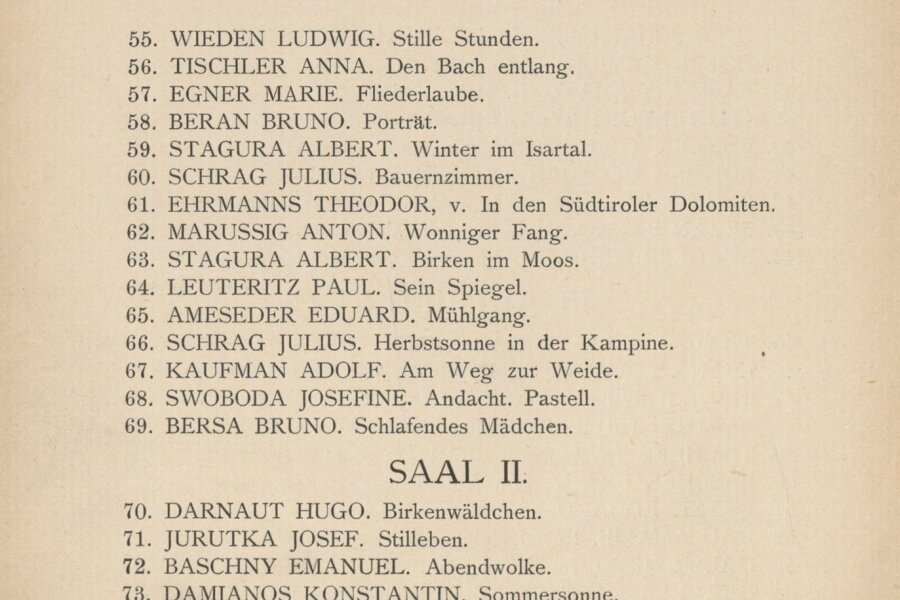 55. WIEDEN LUDWIG. Stille Stunden.
56. TISCHLER ANNA. Den Bach entlang.
57. EGNER MARIE. Fliederlaube.
58. BERAN BRUNO. Porträt.
59. STAGURA ALBERT. Winter im Isartal.
60. SCHRAG JULIUS. Bauernzimmer.
61. EHRMANNS THEODOR, v. In den Südtiroler Dolomiten.
62. MARUSSIG ANTON. Wonniger Fang.
63. STAGURA ALBERT. Birken im Moos.
64. LEUTERITZ PAUL. Sein Spiegel.
65. AMESEDER EDUARD. Mühlgang.
66. SCHRAG JULIUS. Herbstsonne in der Kampine.
67. KAUFMAN ADOLF. Am Weg zur Weide.
68. SWOBODA JOSEFINE. Andacht. Pastell.
69. BERSA BRUNO. Schlafendes Mädchen.
SAAL II.
70. DARNAUT HUGO. Birkenwäldchen.
71. JURUTKA JOSEF. Stilleben.
72. BASCHNY EMANUEL. Abendwolke.
73. DAMIANOS KONSTANTIN. Sommersonne.